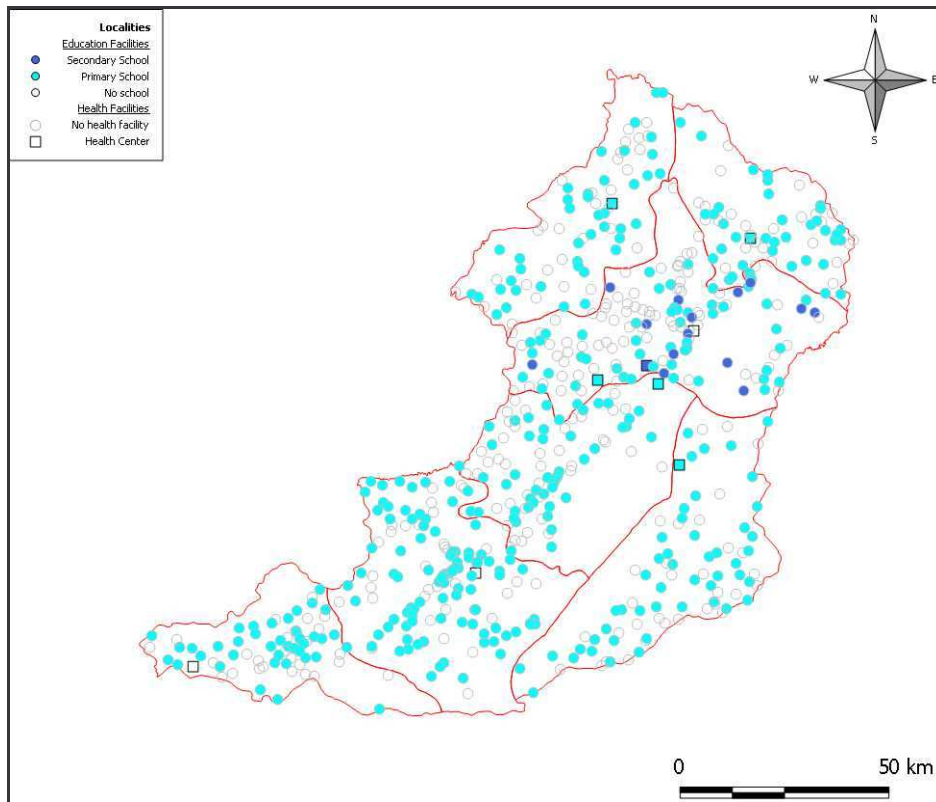 Localities
Education Facilities
Secondary School
Primary School
No school
Health Facilities
No health facility
Health Center
N
W
E
S
0
50 km